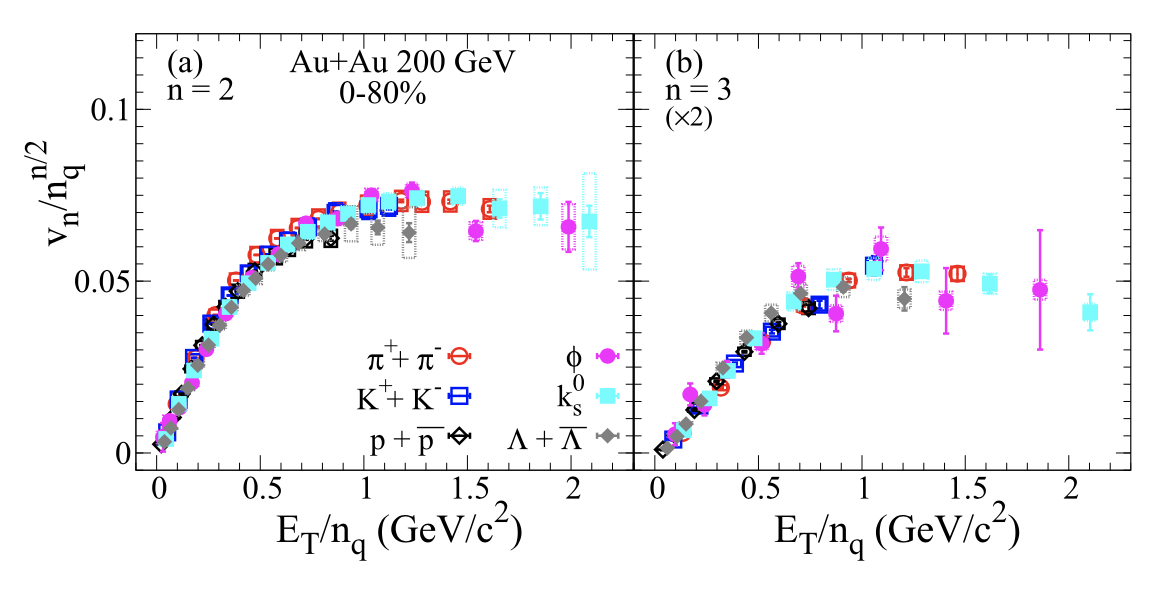 (a) Au+Au 200 GeV
n = 2 0-80%
(b)
n = 3
(×2)
0.1
0.05
0
v_n/n_q^{n/2}
π⁺+ π⁻
K⁺+ K⁻
p + p̅
ϕ
k_s^0
Λ + Λ̅
0 0.5 1 1.5 2
0 0.5 1 1.5 2
E_T/n_q (GeV/c²)
E_T/n_q (GeV/c²)